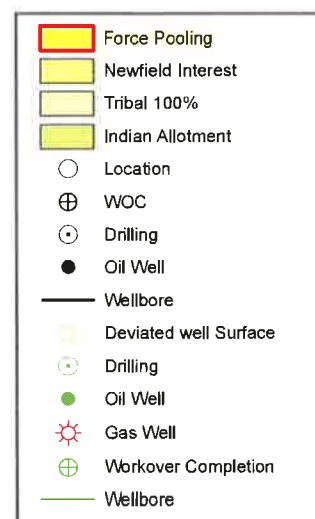 Force Pooling
Newfield Interest
Tribal 100%
Indian Allotment
Location
WOC
Drilling
Oil Well
Wellbore
Deviated well Surface
Drilling
Oil Well
Gas Well
Workover Completion
Wellbore